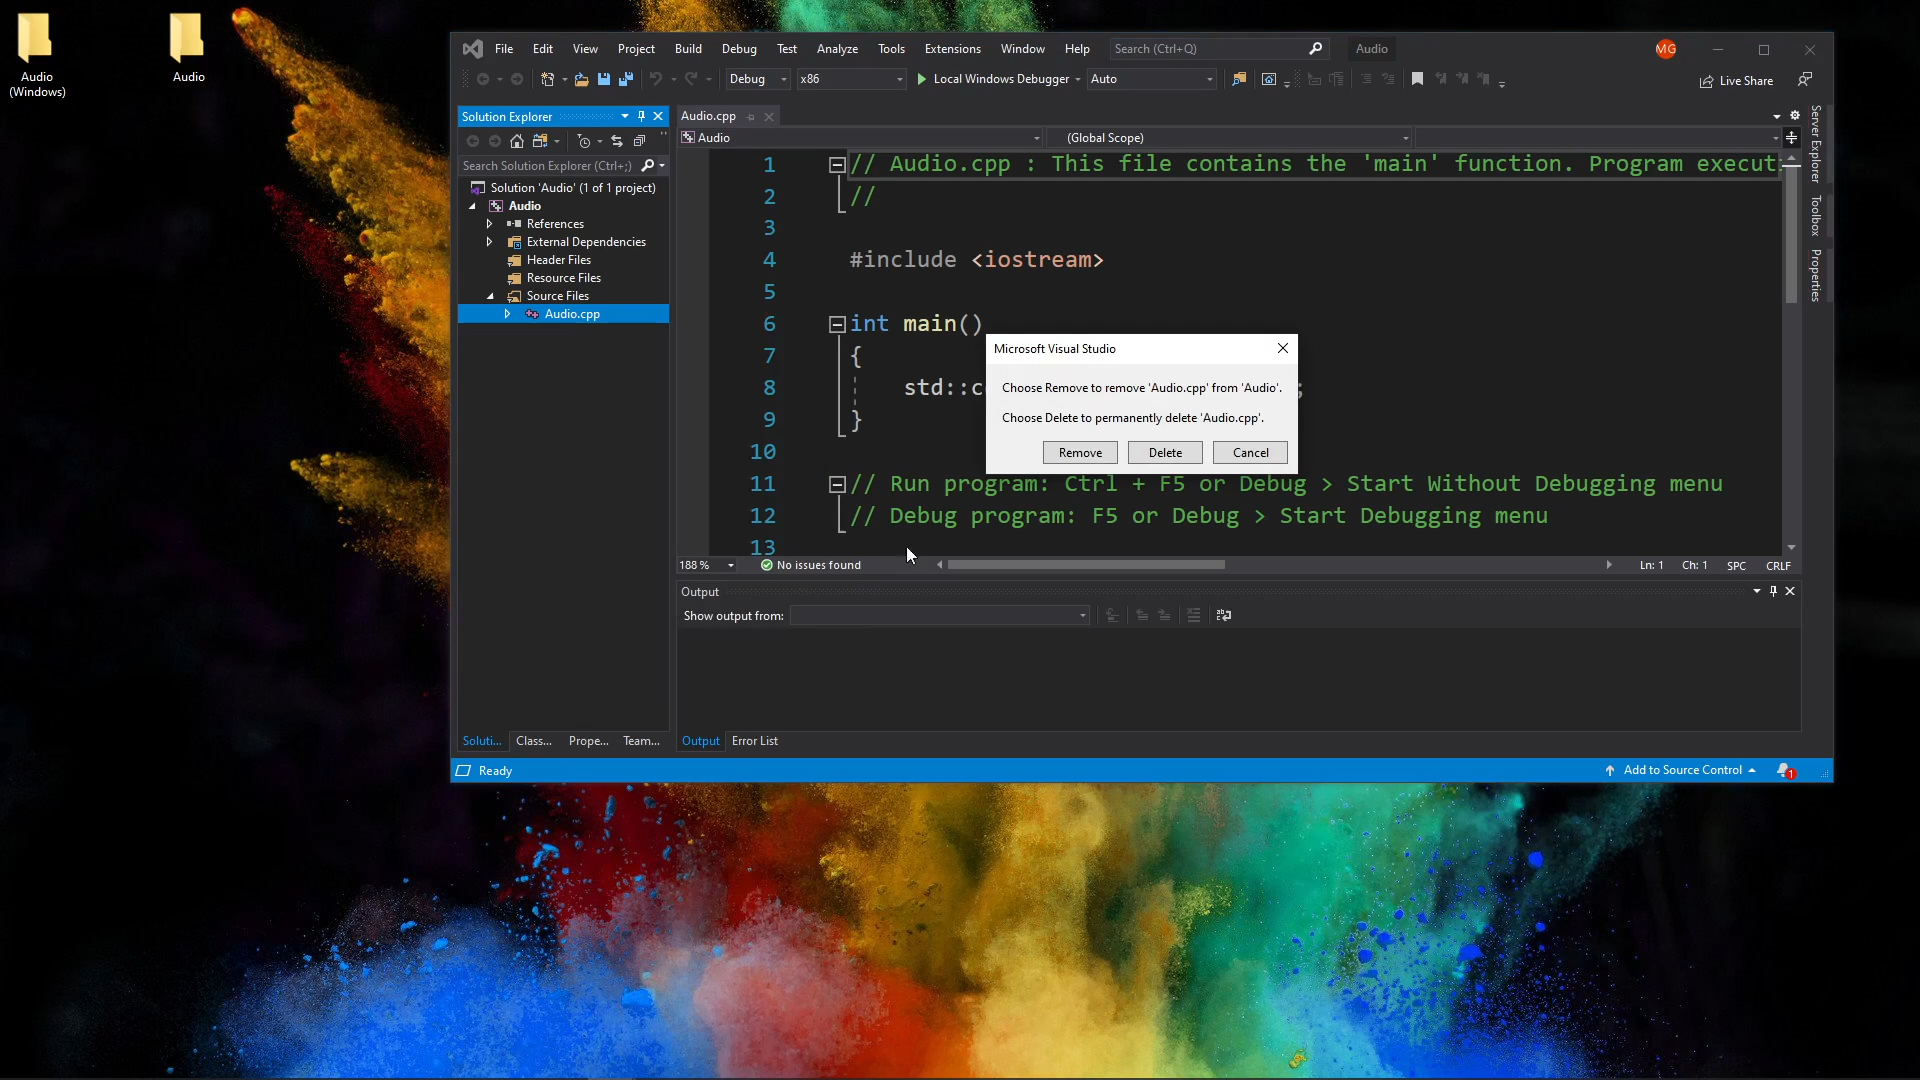 Audio
(Windows)
Audio
File Edit View Project Build Debug Test Analyze Tools Extensions Window Help Search (Ctrl+Q) Audio MG
Debug x86 Local Windows Debugger Auto Live Share
Solution Explorer
Search Solution Explorer (Ctrl+;)
Solution 'Audio' (1 of 1 project)
Audio
References
External Dependencies
Header Files
Resource Files
Source Files
Audio.cpp
Audio.cpp
Audio (Global Scope)
1 // Audio.cpp : This file contains the 'main' function. Program execut
2 //
3
4 #include <iostream>
5
6 int main()
7 {
8 std::c ;
9 }
10
11 // Run program: Ctrl + F5 or Debug > Start Without Debugging menu
12 // Debug program: F5 or Debug > Start Debugging menu
13
Microsoft Visual Studio
Choose Remove to remove 'Audio.cpp' from 'Audio'.
Choose Delete to permanently delete 'Audio.cpp'.
Remove Delete Cancel
188 % No issues found Ln: 1 Ch: 1 SPC CRLF
Output
Show output from:
Soluti... Class... Prope... Team... Output Error List
Ready Add to Source Control 1
Server Explorer
Toolbox
Properties